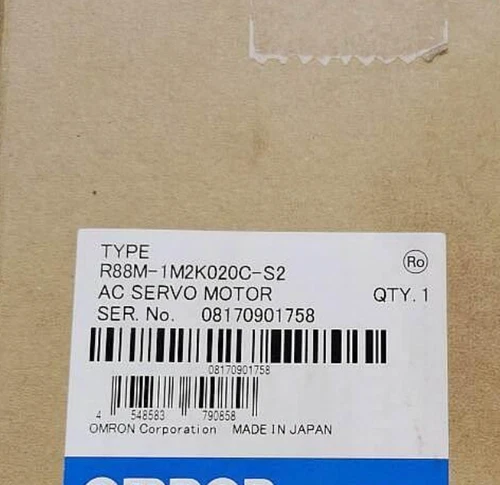 TYPE
R88M-1M2K020C-S2
Ro
AC SERVO MOTOR QTY. 1
SER. No. 08170901758
08170901758
4 548583 790858
OMRON Corporation MADE IN JAPAN
OMRON